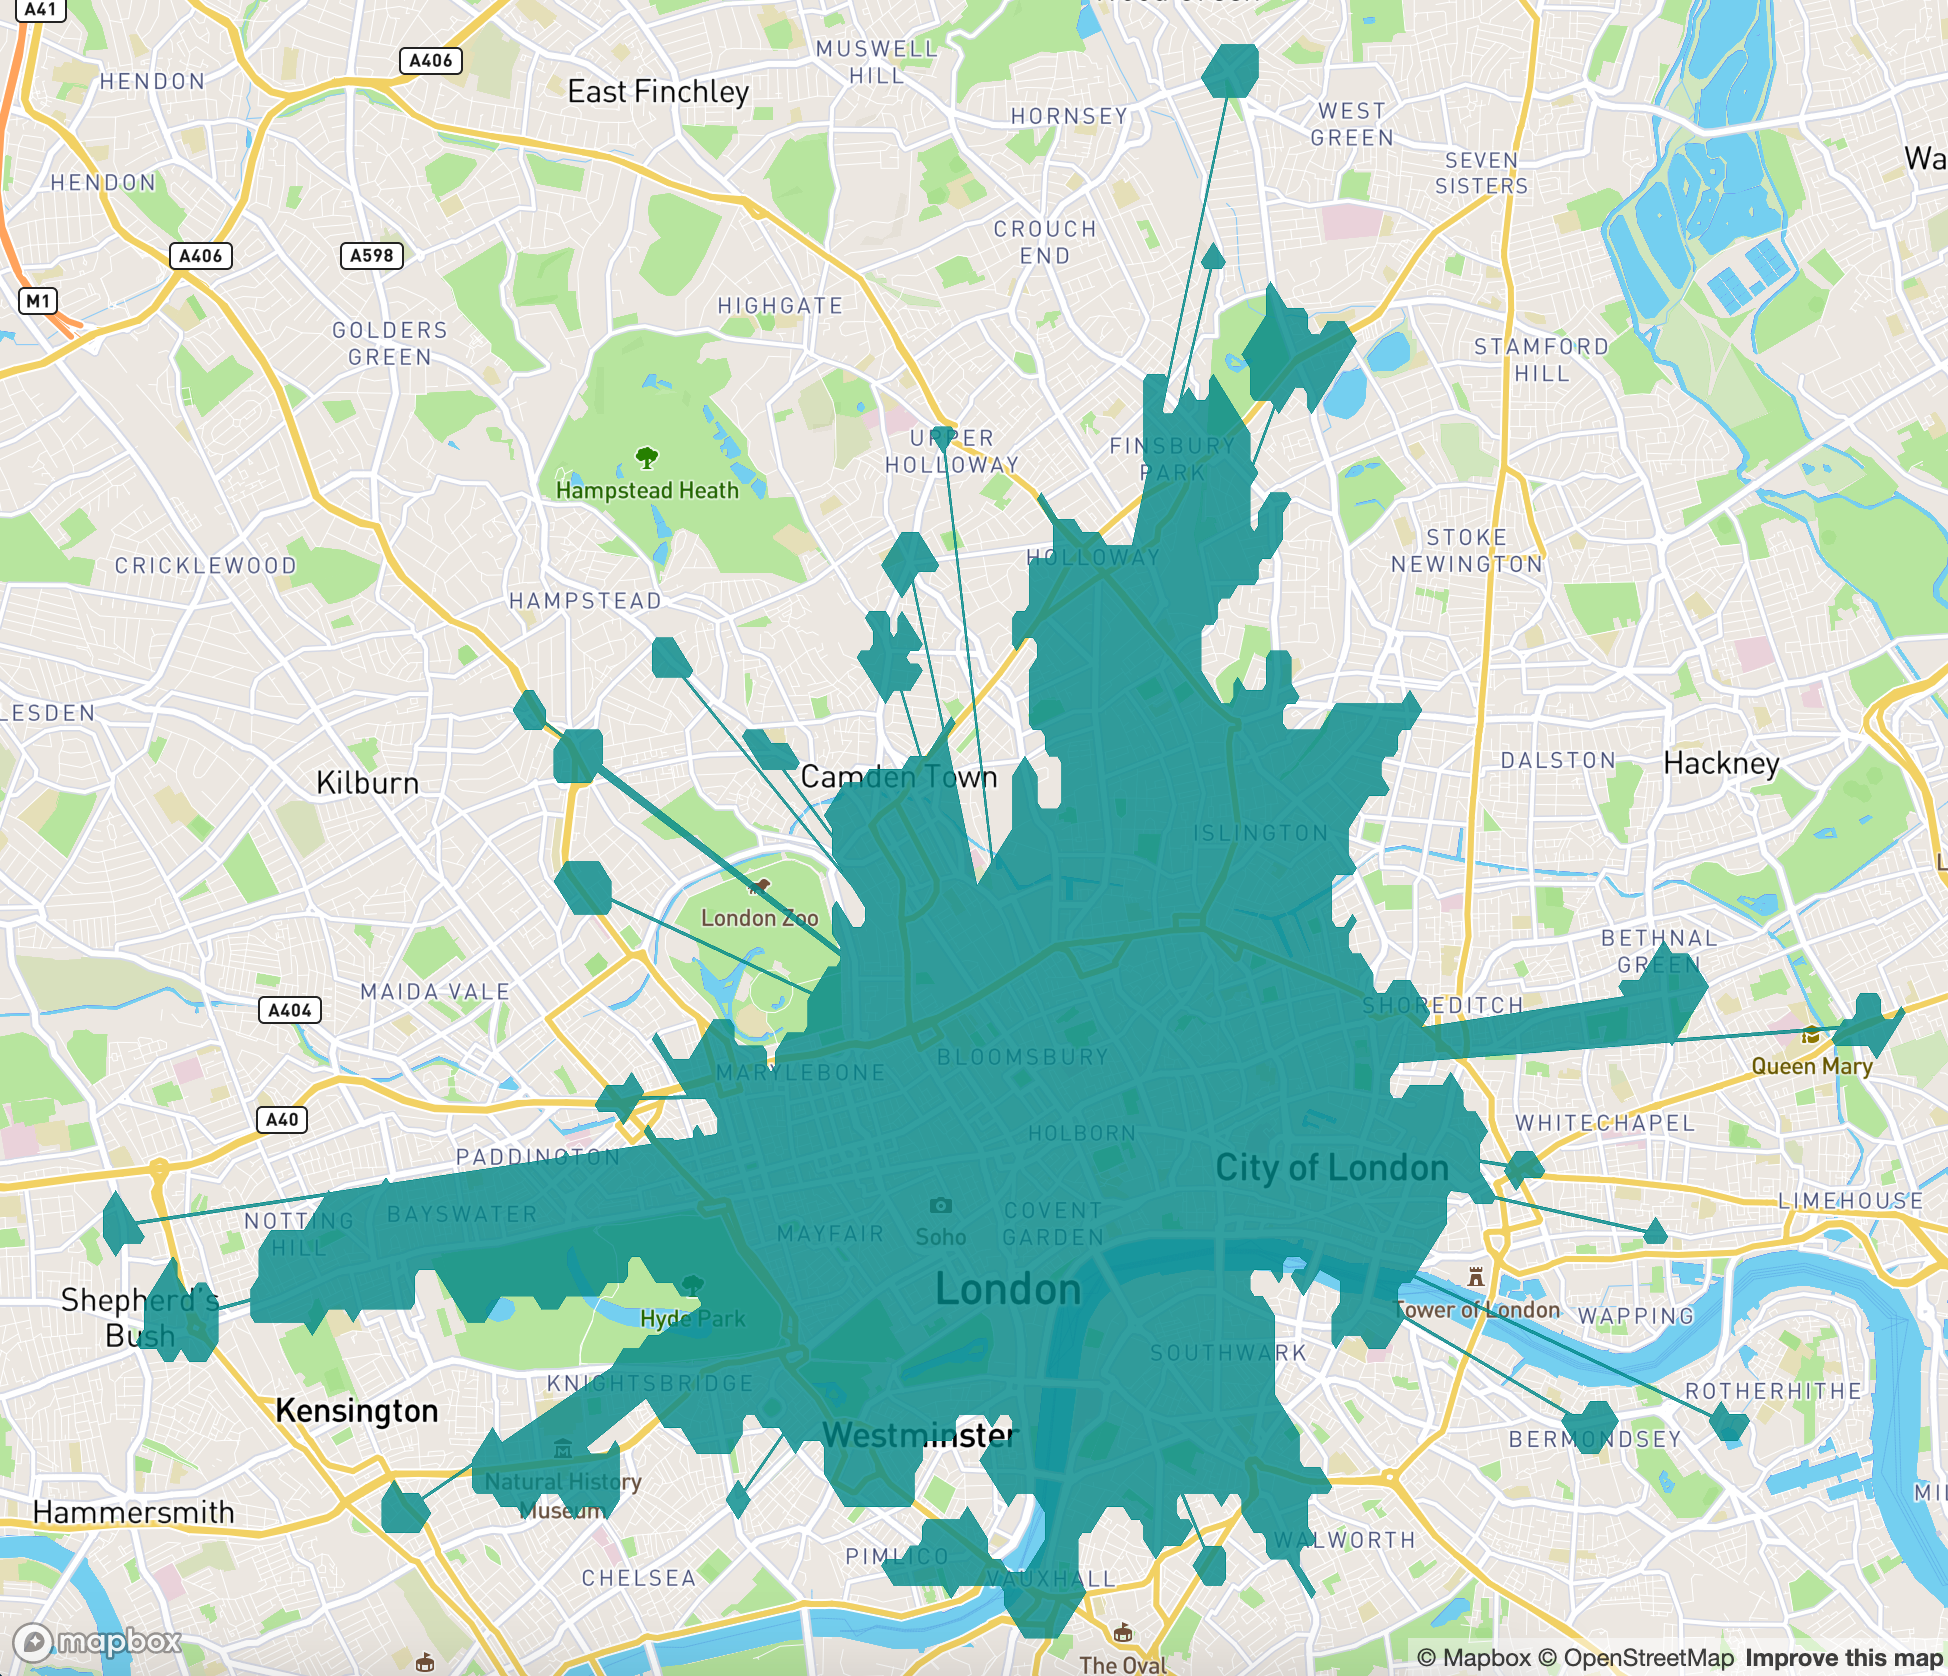 A41
A406
MUSWELL
HILL
HENDON
East Finchley
HORNSEY
WEST
GREEN
SEVEN
SISTERS
Wa
HENDON
CROUCH
END
A406
A598
M1
HIGHGATE
GOLDERS
GREEN
STAMFORD
HILL
UPPER
HOLLOWAY
FINSBURY
PARK
Hampstead Heath
CRICKLEWOOD
HOLLOWAY
STOKE
NEWINGTON
HAMPSTEAD
LESDEN
Kilburn
Camden Town
DALSTON
Hackney
ISLINGTON
L
London Zoo
BETHNAL
GREEN
MAIDA VALE
A404
SHOREDITCH
BLOOMSBURY
MARYLEBONE
Queen Mary
A40
HOLBORN
WHITECHAPEL
PADDINGTON
City of London
NOTTING
HILL
BAYSWATER
MAYFAIR
Soho
COVENT
GARDEN
LIMEHOUSE
Shepherd's
Bush
London
Hyde Park
Tower of London
WAPPING
SOUTHWARK
KNIGHTSBRIDGE
ROTHERHITHE
Kensington
Westminster
BERMONDSEY
Natural History
Museum
MIL
Hammersmith
WALWORTH
PIMLICO
CHELSEA
VAUXHALL
mapbox
The Oval
© Mapbox © OpenStreetMap Improve this map